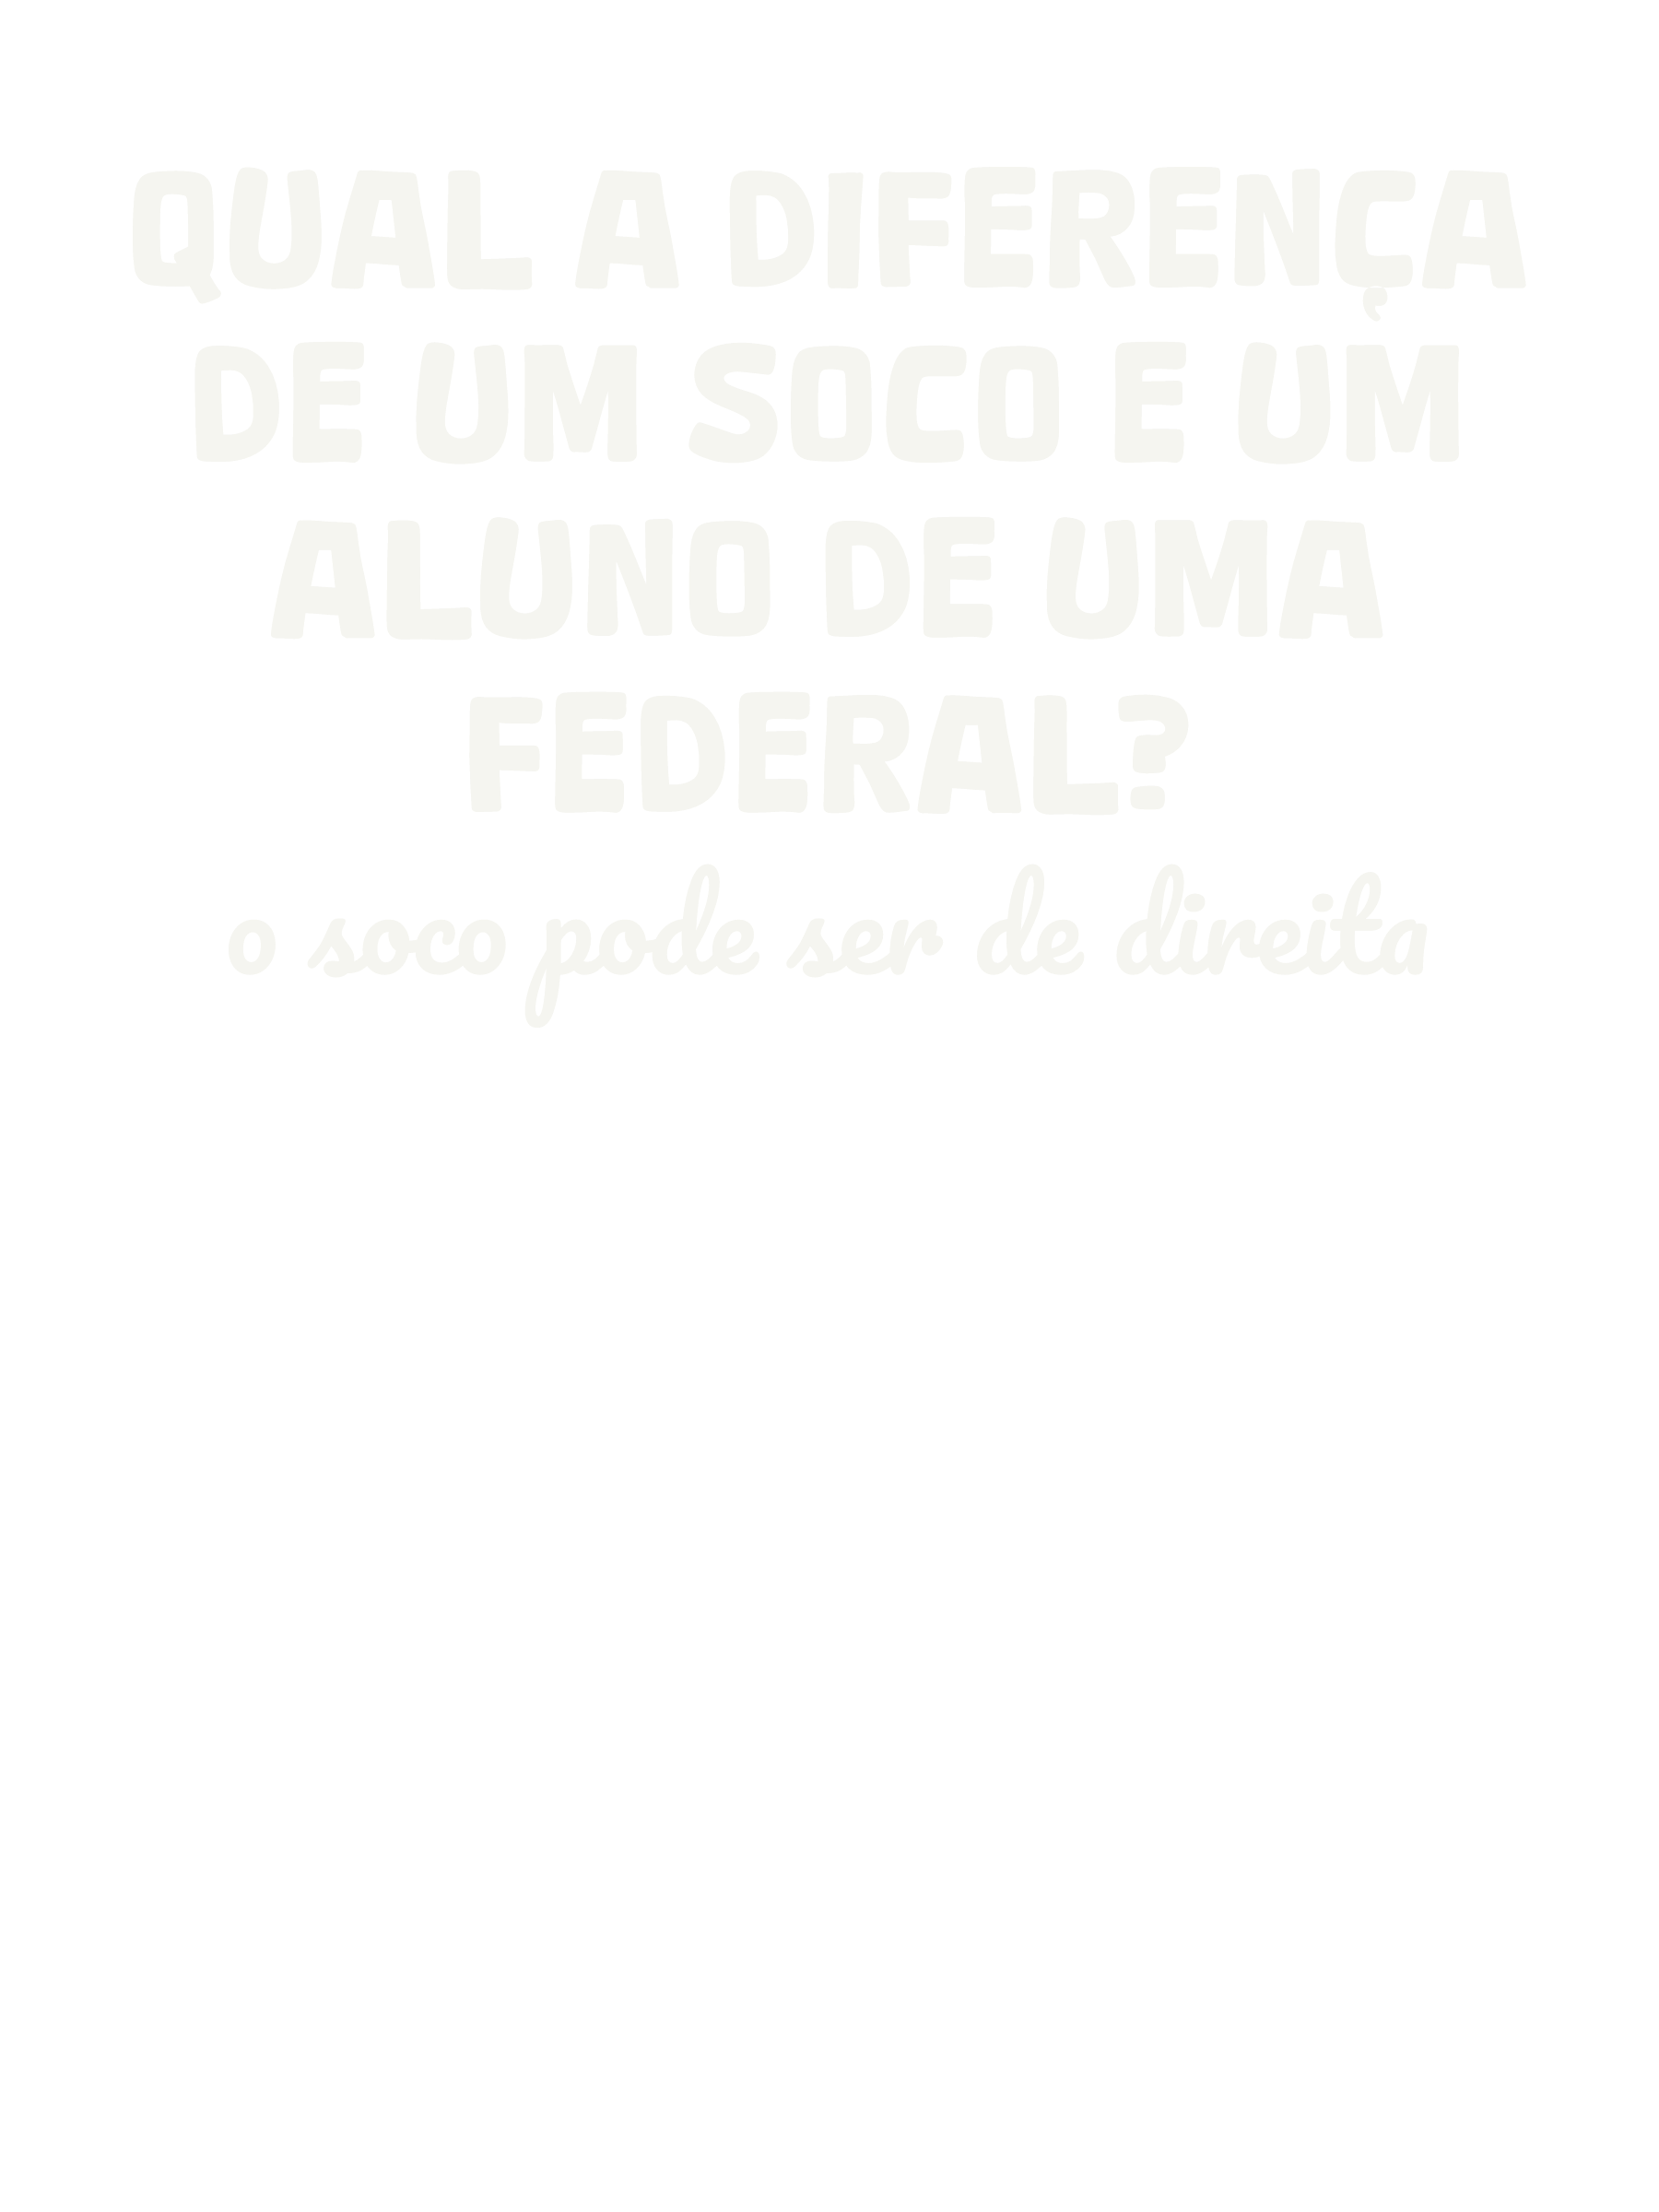 QUAL A DIFERENÇA
DE UM SOCO E UM
ALUNO DE UMA
FEDERAL?
o soco pode ser de direita